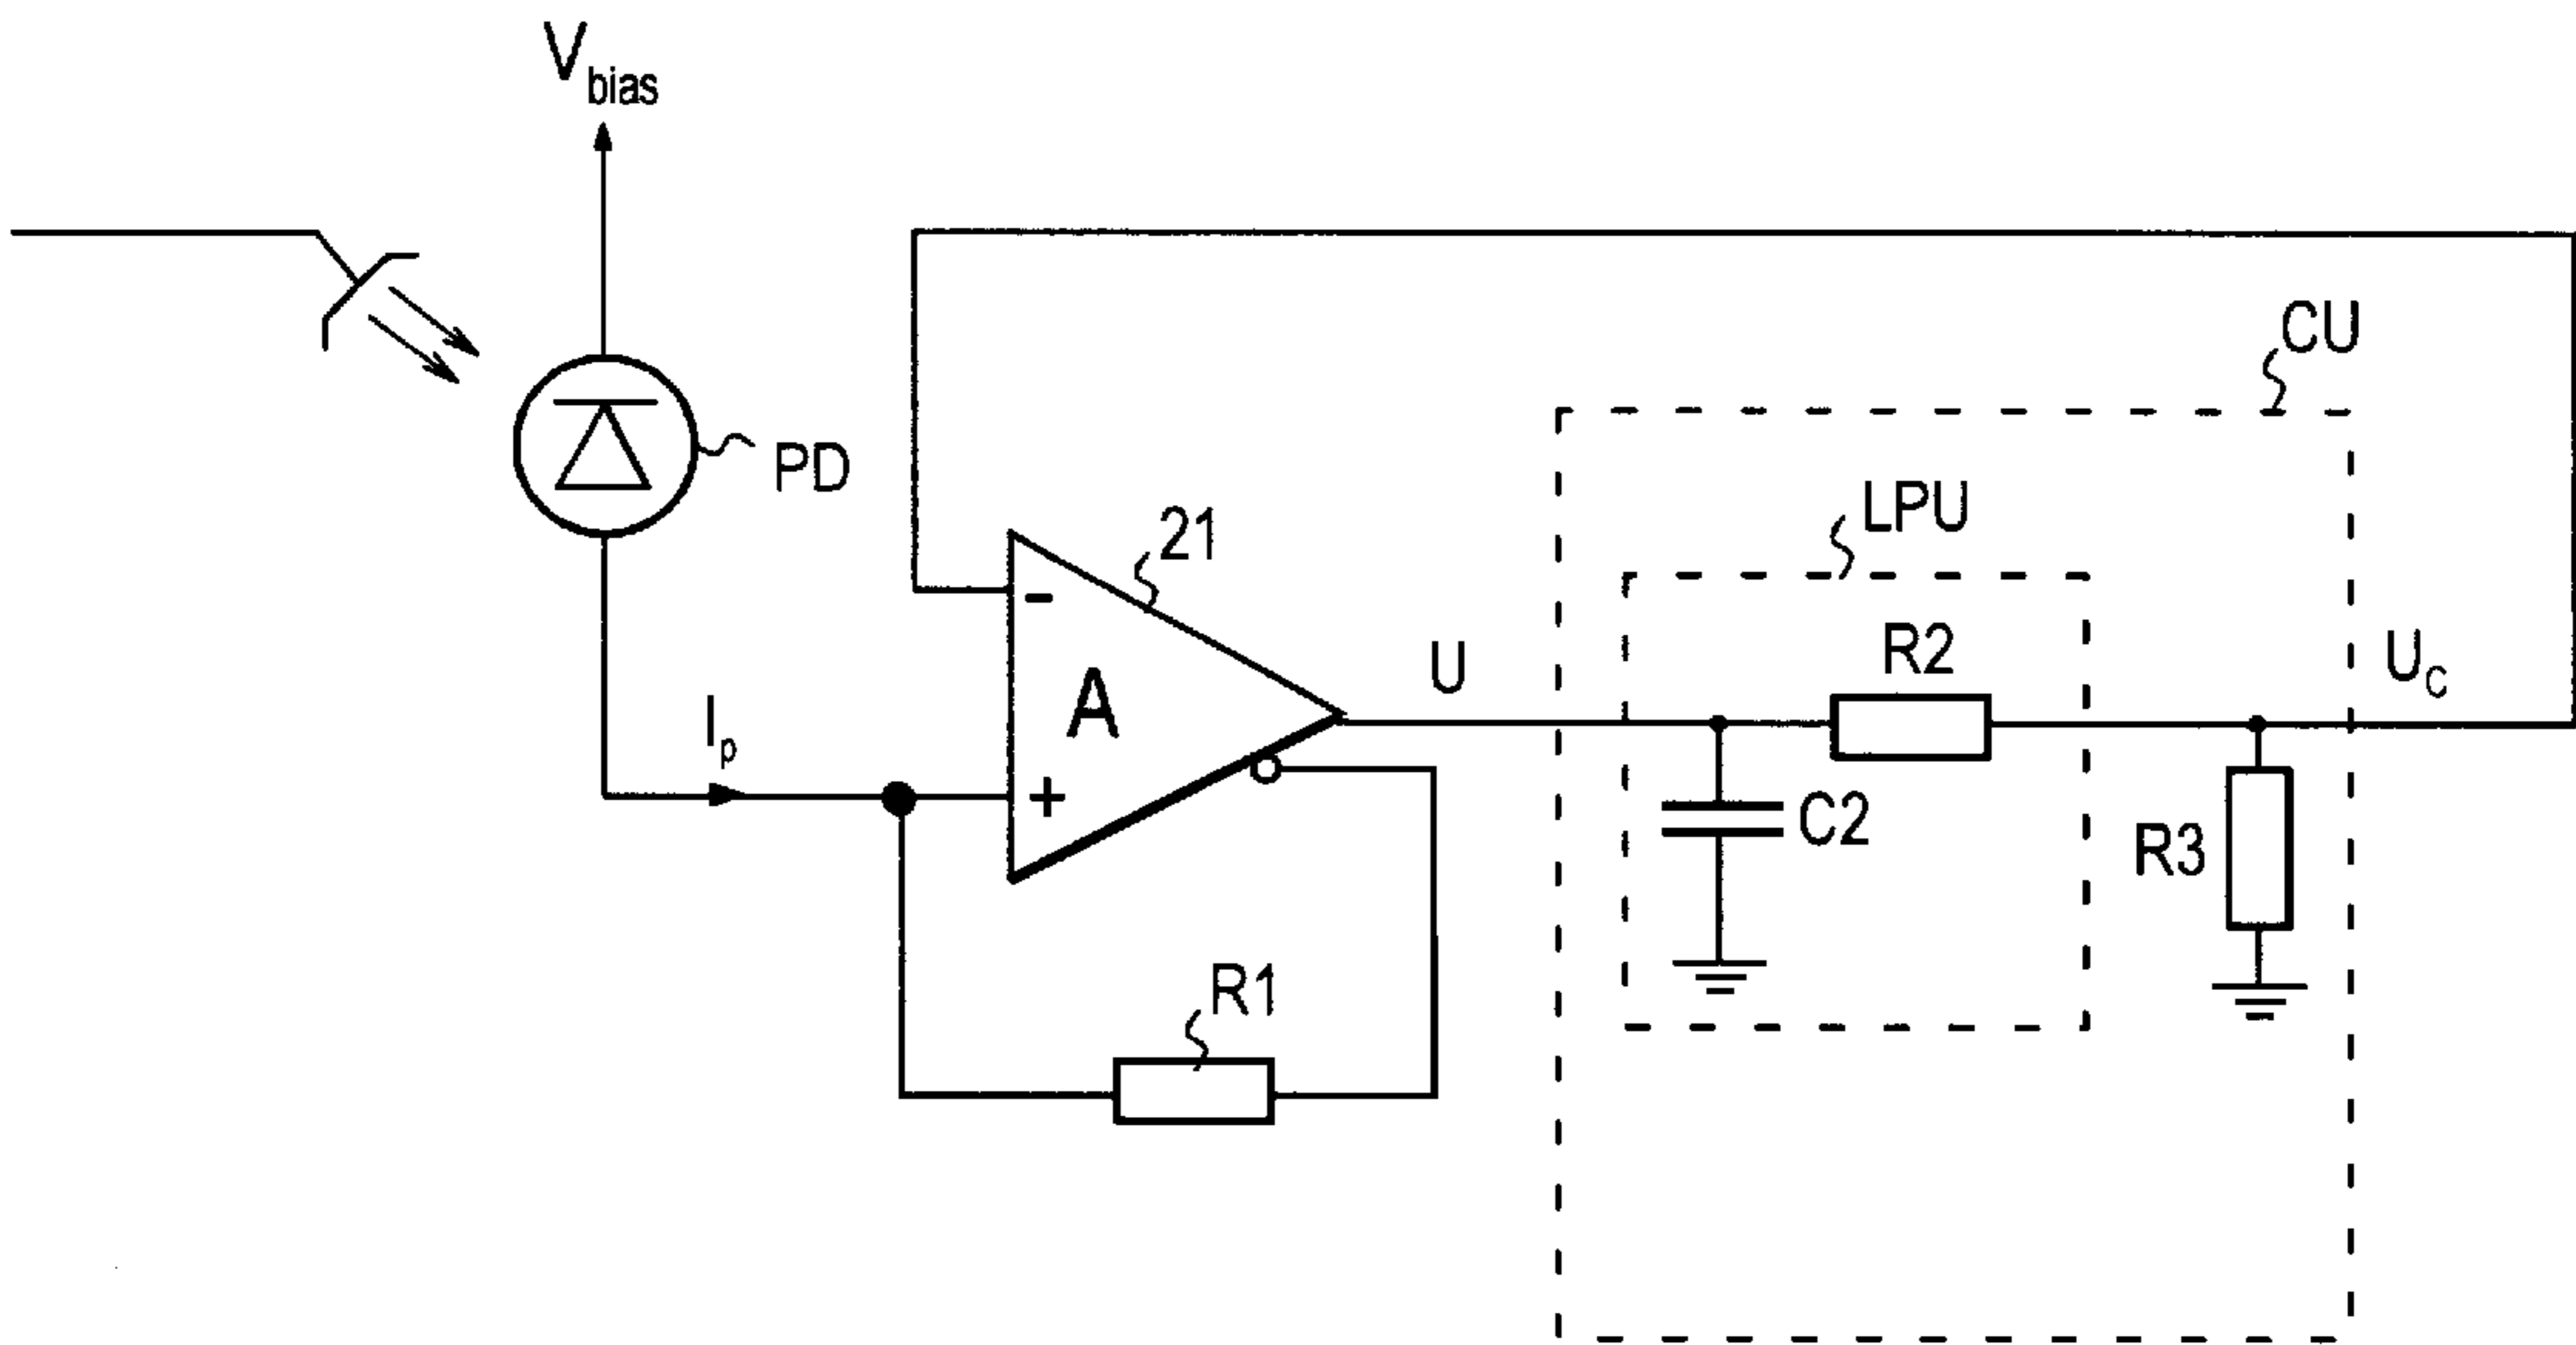 V_bias
CU
PD
LPU
21
R2
U_C
U
A
-
I_p
+
C2
R3
R1